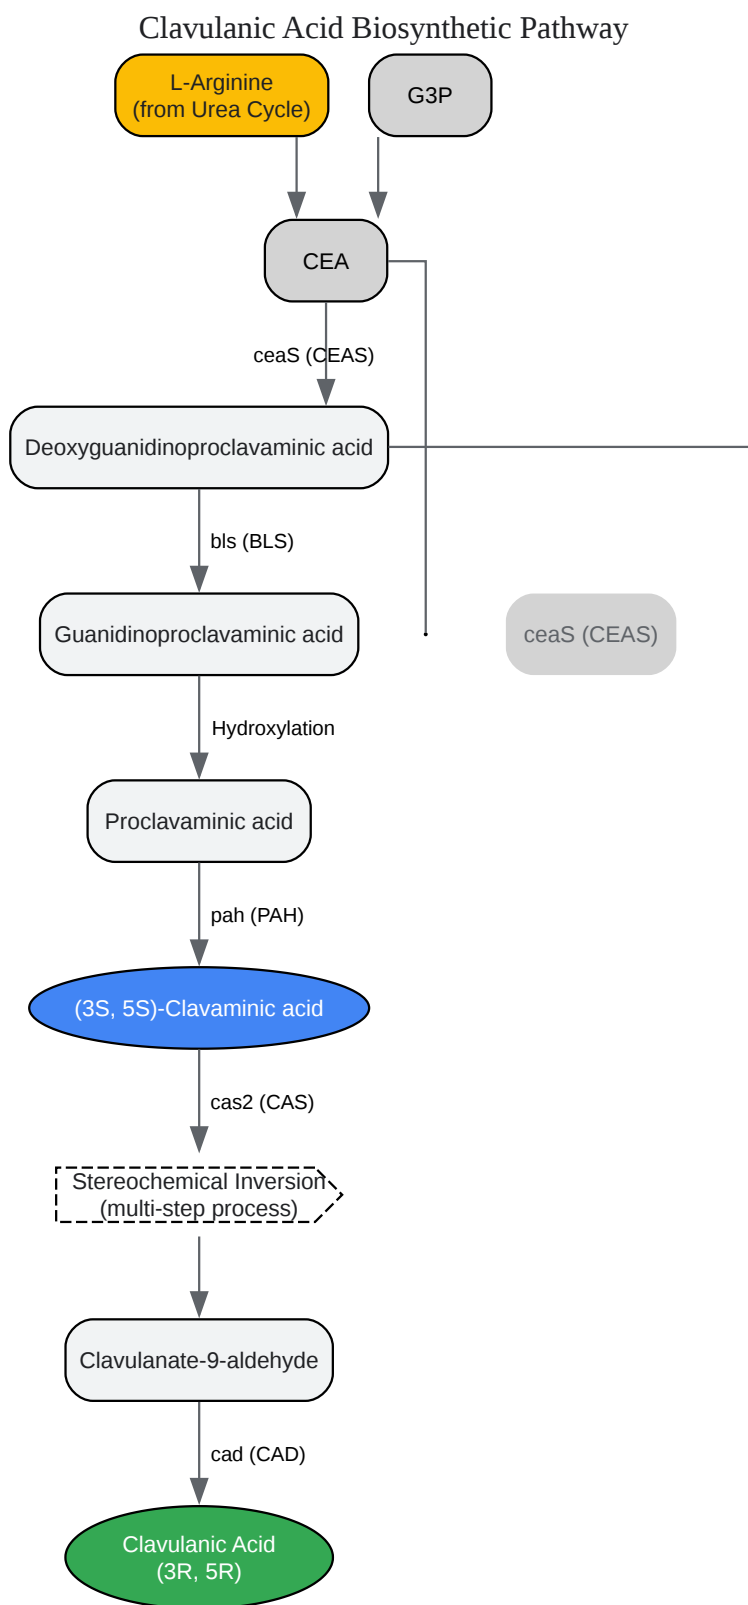 Clavulanic Acid Biosynthetic Pathway
L-Arginine
(from Urea Cycle)
G3P
CEA
ceaS (CEAS)
Deoxyguanidinoproclavaminic acid
bls (BLS)
Guanidinoproclavaminic acid
ceaS (CEAS)
Hydroxylation
Proclavaminic acid
pah (PAH)
(3S, 5S)-Clavaminic acid
cas2 (CAS)
Stereochemical Inversion
(multi-step process)
Clavulanate-9-aldehyde
cad (CAD)
Clavulanic Acid
(3R, 5R)